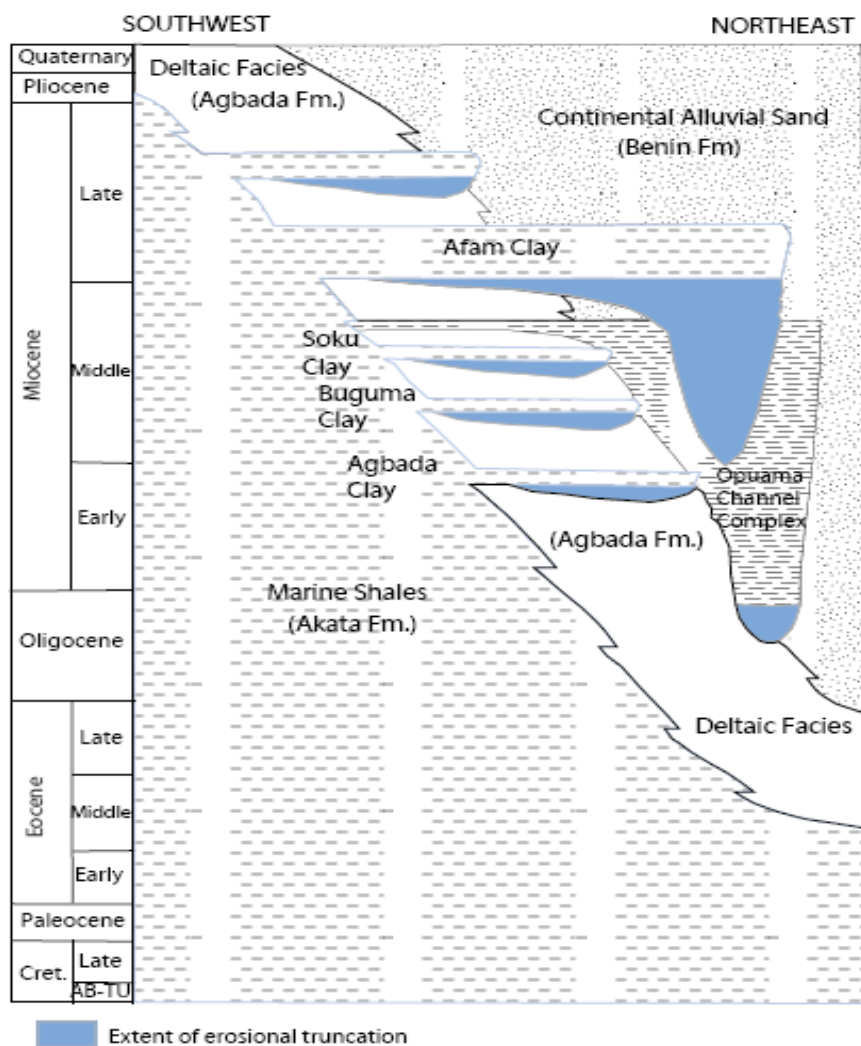 SOUTHWEST
NORTHEAST
Quaternary
Pliocene
Miocene
Late
Middle
Early
Oligocene
Eocene
Late
Middle
Early
Paleocene
Cret.
Late
AB-TU
Deltaic Facies
(Agbada Fm.)
Continental Alluvial Sand
(Benin Fm)
Afam Clay
Soku
Clay
Buguma
Clay
Agbada
Clay
Opuama
Channel
Complex
(Agbada Fm.)
Marine Shales
(Akata Fm.)
Deltaic Facies
Extent of erosional truncation